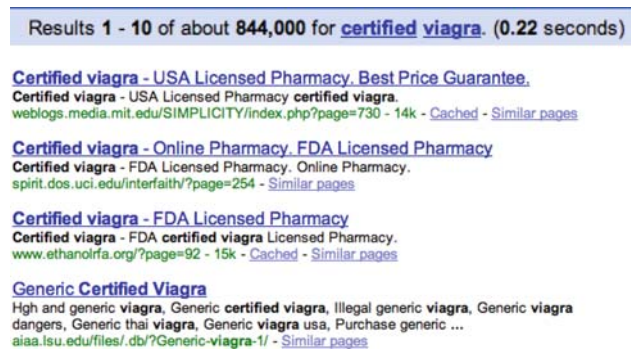 Results 1 - 10 of about 844,000 for certified viagra. (0.22 seconds)
Certified viagra - USA Licensed Pharmacy. Best Price Guarantee.
Certified viagra - USA Licensed Pharmacy certified viagra.
weblogs.media.mit.edu/SIMPLICITY/index.php?page=730 - 14k - Cached - Similar pages
Certified viagra - Online Pharmacy. FDA Licensed Pharmacy
Certified viagra - FDA Licensed Pharmacy. Online Pharmacy.
spirit.dos.uci.edu/interfaith/?page=254 - Similar pages
Certified viagra - FDA Licensed Pharmacy
Certified viagra - FDA certified viagra Licensed Pharmacy.
www.ethanolrfa.org/?page=92 - 15k - Cached - Similar pages
Generic Certified Viagra
Hgh and generic viagra, Generic certified viagra, Illegal generic viagra, Generic viagra
dangers, Generic thai viagra, Generic viagra usa, Purchase generic ...
aiaa.lsu.edu/files/.db/?Generic-viagra-1/ - Similar pages